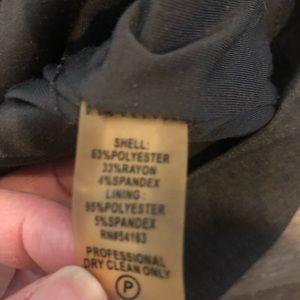 SHELL:
63%POLYESTER
33%RAYON
4%SPANDEX
LINING:
95%POLYESTER
5%SPANDEX
RN#54163
PROFESSIONAL
DRY CLEAN ONLY
P